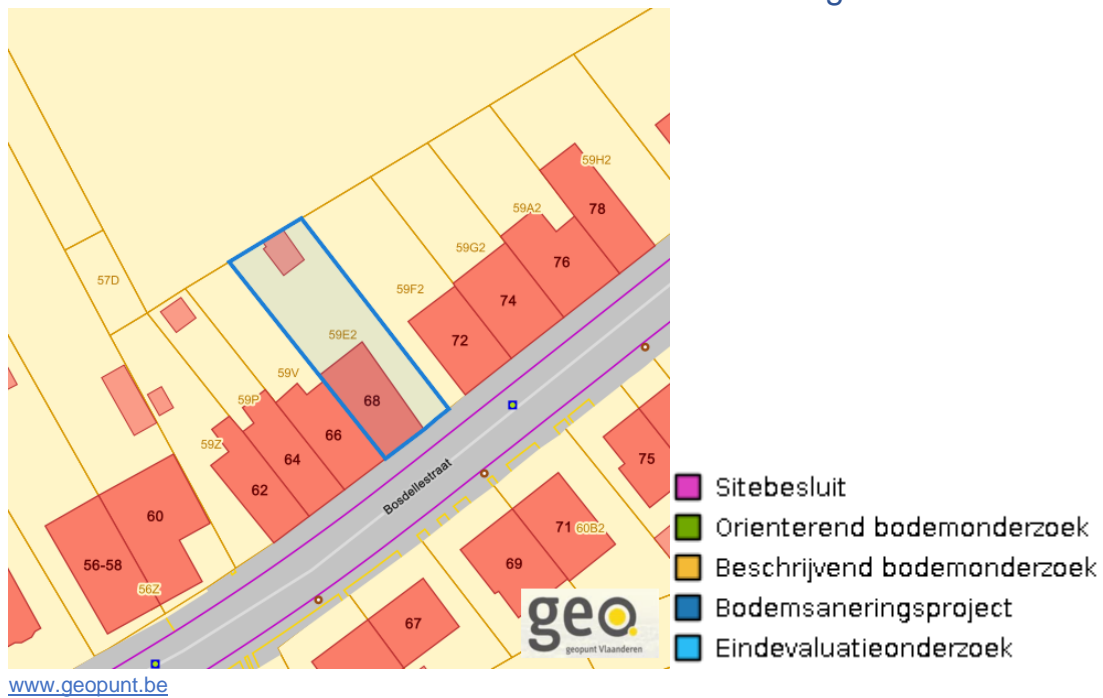 59H2
78
59A2
76
59G2
57D
74
59F2
59E2
72
59V
68
59P
66
59Z
64
62
Bosdellestraat
75
60
71
60B2
56-58
69
56Z
67
geo
geopunt Vlaanderen
Sitebesluit
Orienterend bodemonderzoek
Beschrijvend bodemonderzoek
Bodemsaneringsproject
Eindevaluatieonderzoek
www.geopunt.be